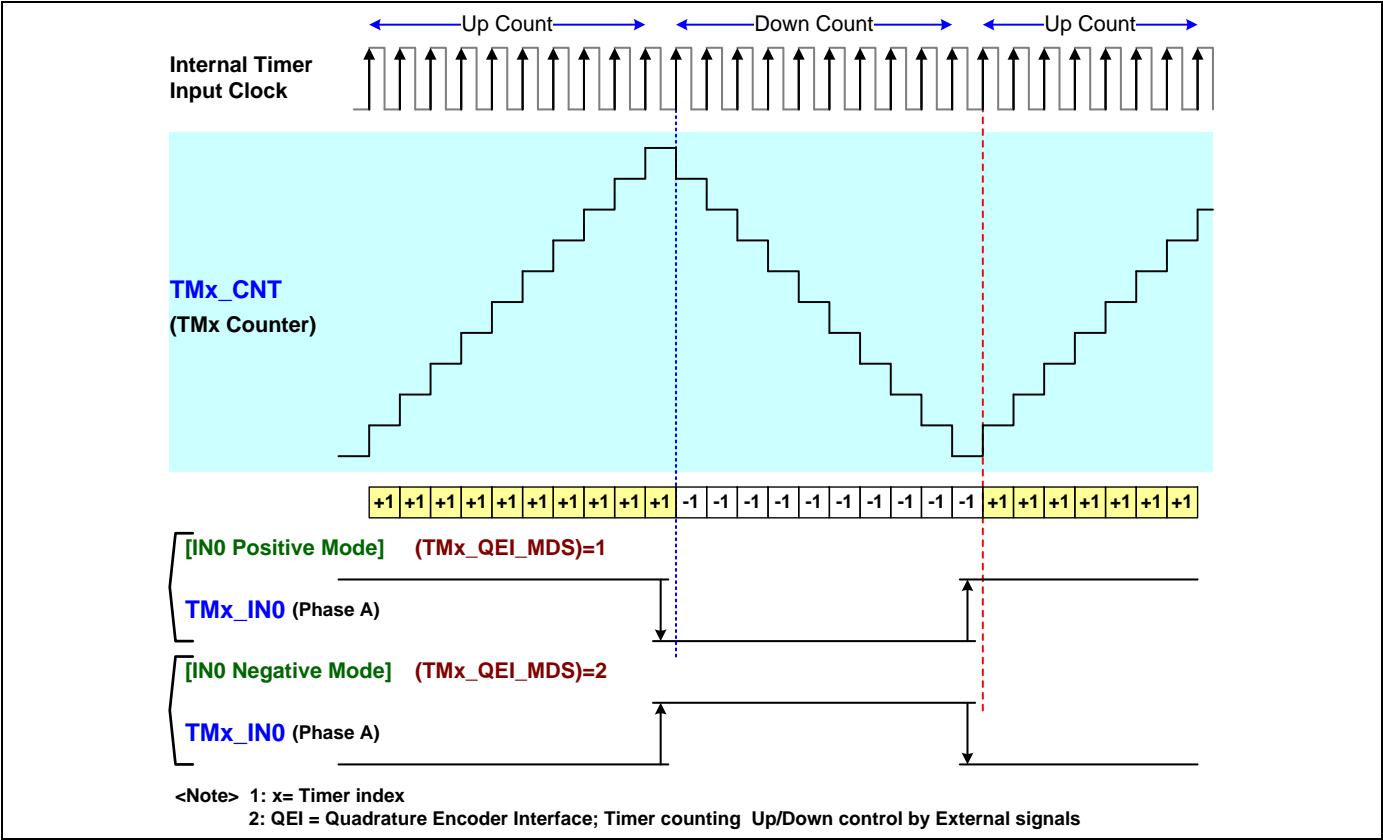 Up Count Down Count Up Count
Internal Timer
Input Clock
TMx_CNT
(TMx Counter)
+1 +1 +1 +1 +1 +1 +1 +1 +1 +1 -1 -1 -1 -1 -1 -1 -1 -1 -1 -1 +1 +1 +1 +1 +1 +1 +1
[IN0 Positive Mode] (TMx_QEI_MDS)=1
TMx_IN0 (Phase A)
[IN0 Negative Mode] (TMx_QEI_MDS)=2
TMx_IN0 (Phase A)
<Note> 1: x= Timer index
2: QEI = Quadrature Encoder Interface; Timer counting Up/Down control by External signals